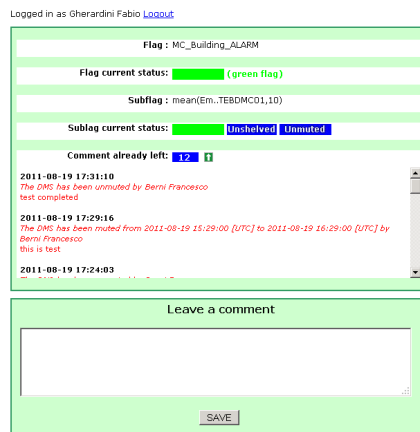 Logged in as Gherardini Fabio Logout
Flag : MC_Building_ALARM
Flag current status: (green flag)
Subflag : mean(Em..TEBDMC01,10)
Sublag current status: Unshelved Unmuted
Comment already left: 12
2011-08-19 17:31:10
The DMS has been unmuted by Berni Francesco
test completed
2011-08-19 17:29:16
The DMS has been muted from 2011-08-19 15:29:00 [UTC] to 2011-08-19 16:29:00 [UTC] by
Berni Francesco
this is test
2011-08-19 17:24:03
Leave a comment
SAVE